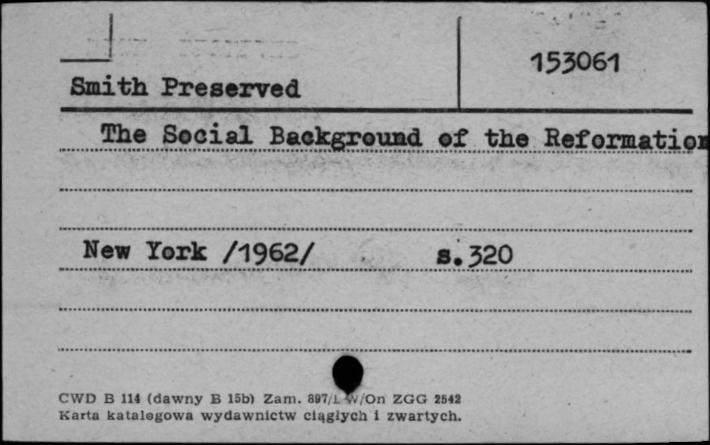 153061
Smith Preserved
The Social Background of the Reformation
New York /1962/ s.320
CWD B 114 (dawny B 15b) Zam. 897/L W/On ZGG 2542
Karta katalogowa wydawnictw ciągłych i zwartych.